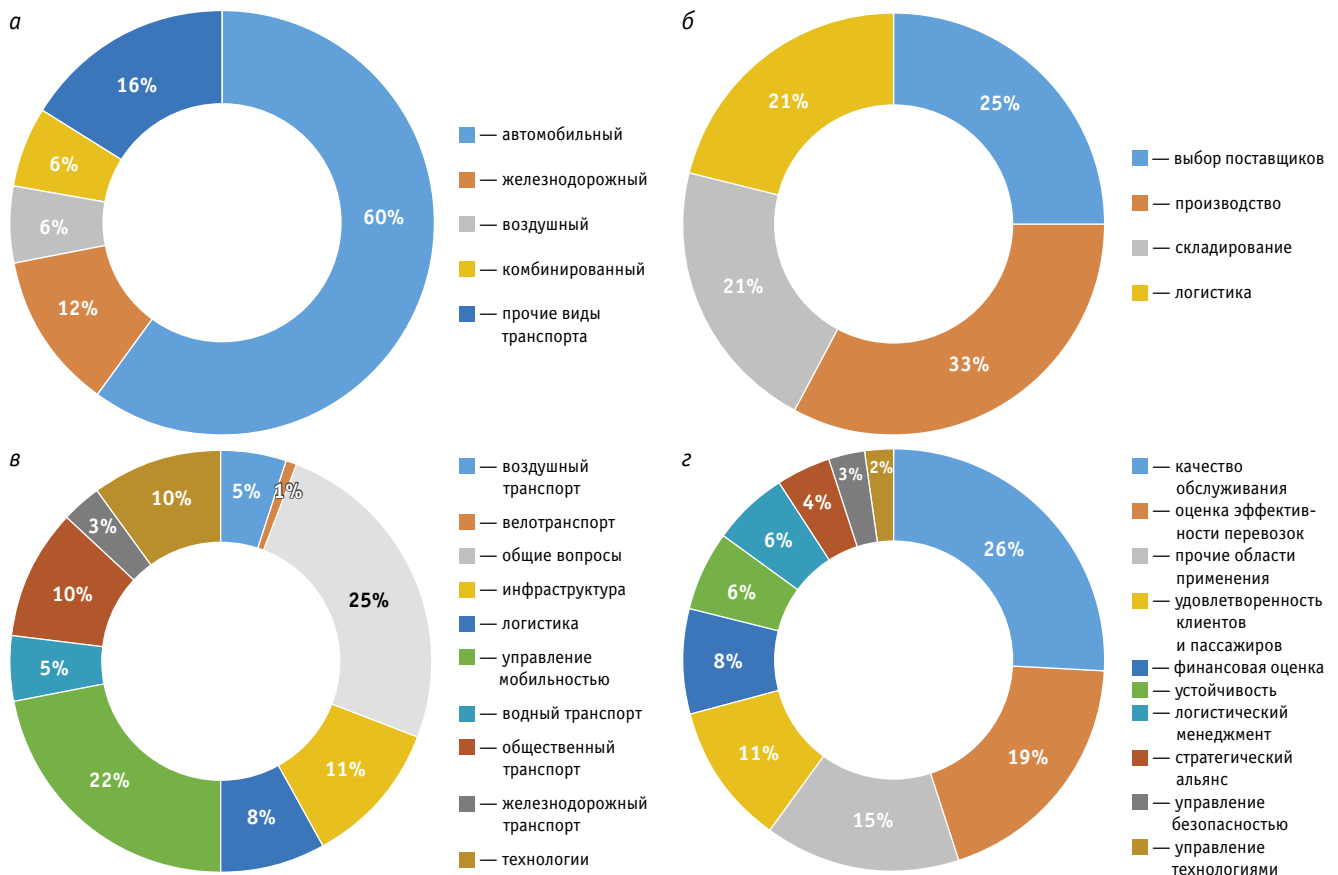 а
16%
6%
6%
12%
60%
— автомобильный
— железнодорожный
— воздушный
— комбинированный
— прочие виды
транспорта
б
21%
25%
21%
33%
— выбор поставщиков
— производство
— складирование
— логистика
в
10%
5%
1%
3%
10%
25%
5%
22%
8%
11%
— воздушный
транспорт
— велотранспорт
— общие вопросы
— инфраструктура
— логистика
— управление
мобильностью
— водный транспорт
— общественный
транспорт
— железнодорожный
транспорт
— технологии
г
2%
3%
4%
6%
6%
8%
11%
15%
19%
26%
— качество
обслуживания
— оценка эффектив-
ности перевозок
— прочие области
применения
— удовлетворенность
клиентов
и пассажиров
— финансовая оценка
— устойчивость
— логистический
менеджмент
— стратегический
альянс
— управление
безопасностью
— управление
технологиями